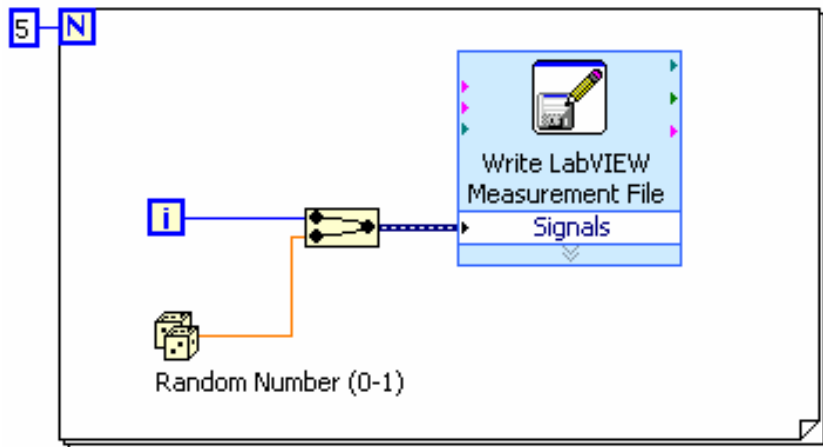 5 N
Write LabVIEW
Measurement File
Signals
i
Random Number (0-1)